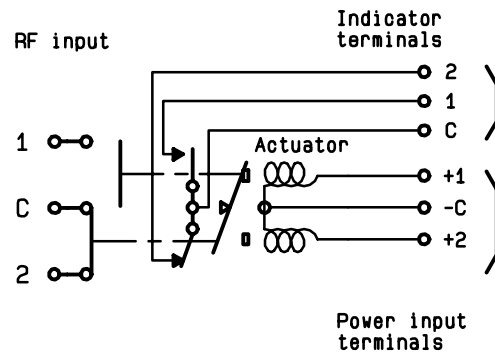 Indicator
terminals
RF input
2
1
C
Actuator
1
+1
C
-C
+2
2
Power input
terminals